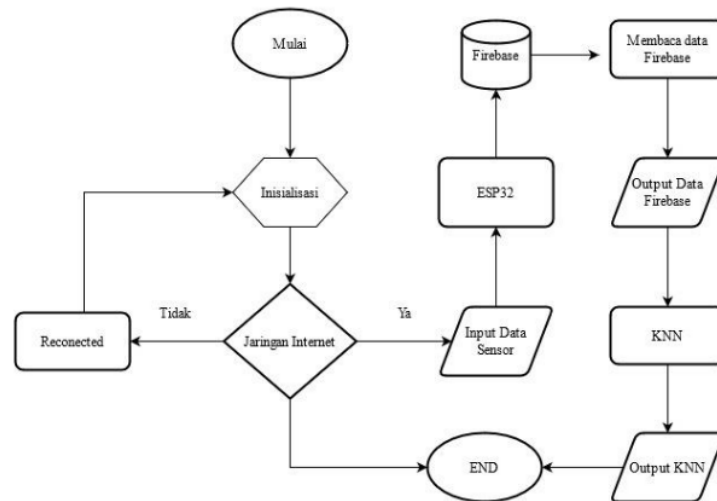 Mulai
Inisialisasi
Jaringan Internet
Tidak
Reconected
Ya
Input Data
Sensor
ESP32
Firebase
Membaca data
Firebase
Output Data
Firebase
KNN
Output KNN
END